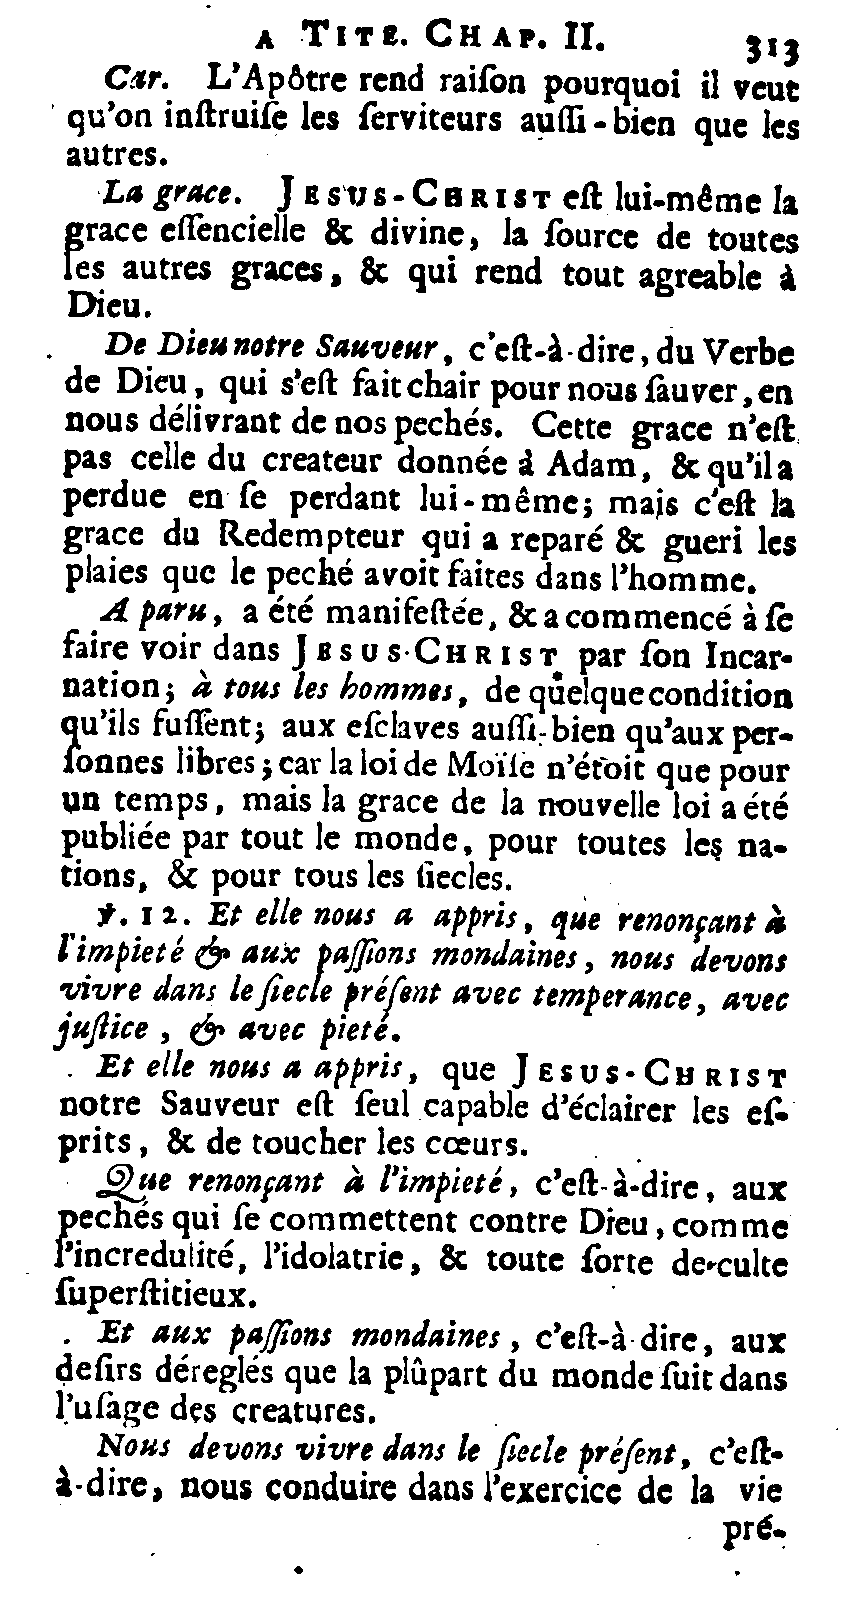 A TITE. CHAP. II. 313
Car. L'Apôtre rend raiſon pourquoi il veut
qu'on inſtruiſe les ſerviteurs auſſi-bien que les
autres.
La grace. JESUS-CHRIST eſt lui-même la
grace eſſencielle & divine, la ſource de toutes
les autres graces, & qui rend tout agreable à
Dieu.
De Dieu notre Sauveur, c'eſt-à-dire, du Verbe
de Dieu, qui s'eſt fait chair pour nous ſauver, en
nous délivrant de nos pechés. Cette grace n'eſt
pas celle du createur donnée à Adam, & qu'il a
perdue en ſe perdant lui-même; mais c'eſt la
grace du Redempteur qui a reparé & gueri les
plaies que le peché avoit faites dans l'homme.
A paru, a été manifeſtée, & a commencé à ſe
faire voir dans JESUS-CHRIST par ſon Incar-
nation; à tous les hommes, de quelque condition
qu'ils fuſſent; aux eſclaves auſſi-bien qu'aux per-
ſonnes libres; car la loi de Moïſe n'étoit que pour
un temps, mais la grace de la nouvelle loi a été
publiée par tout le monde, pour toutes les na-
tions, & pour tous les ſiecles.
℣. 12. Et elle nous a appris, que renonçant à
l'impieté & aux paſſions mondaines, nous devons
vivre dans le ſiecle préſent avec temperance, avec
juſtice, & avec pieté.
Et elle nous a appris, que JESUS-CHRIST
notre Sauveur eſt ſeul capable d'éclairer les eſ-
prits, & de toucher les cœurs.
Que renonçant à l'impieté, c'eſt-à-dire, aux
pechés qui ſe commettent contre Dieu, comme
l'incredulité, l'idolatrie, & toute ſorte de culte
ſuperſtitieux.
Et aux paſſions mondaines, c'eſt-à-dire, aux
deſirs déreglés que la plûpart du monde ſuit dans
l'uſage des creatures.
Nous devons vivre dans le ſiecle préſent, c'eſt-
à-dire, nous conduire dans l'exercice de la vie
pré-